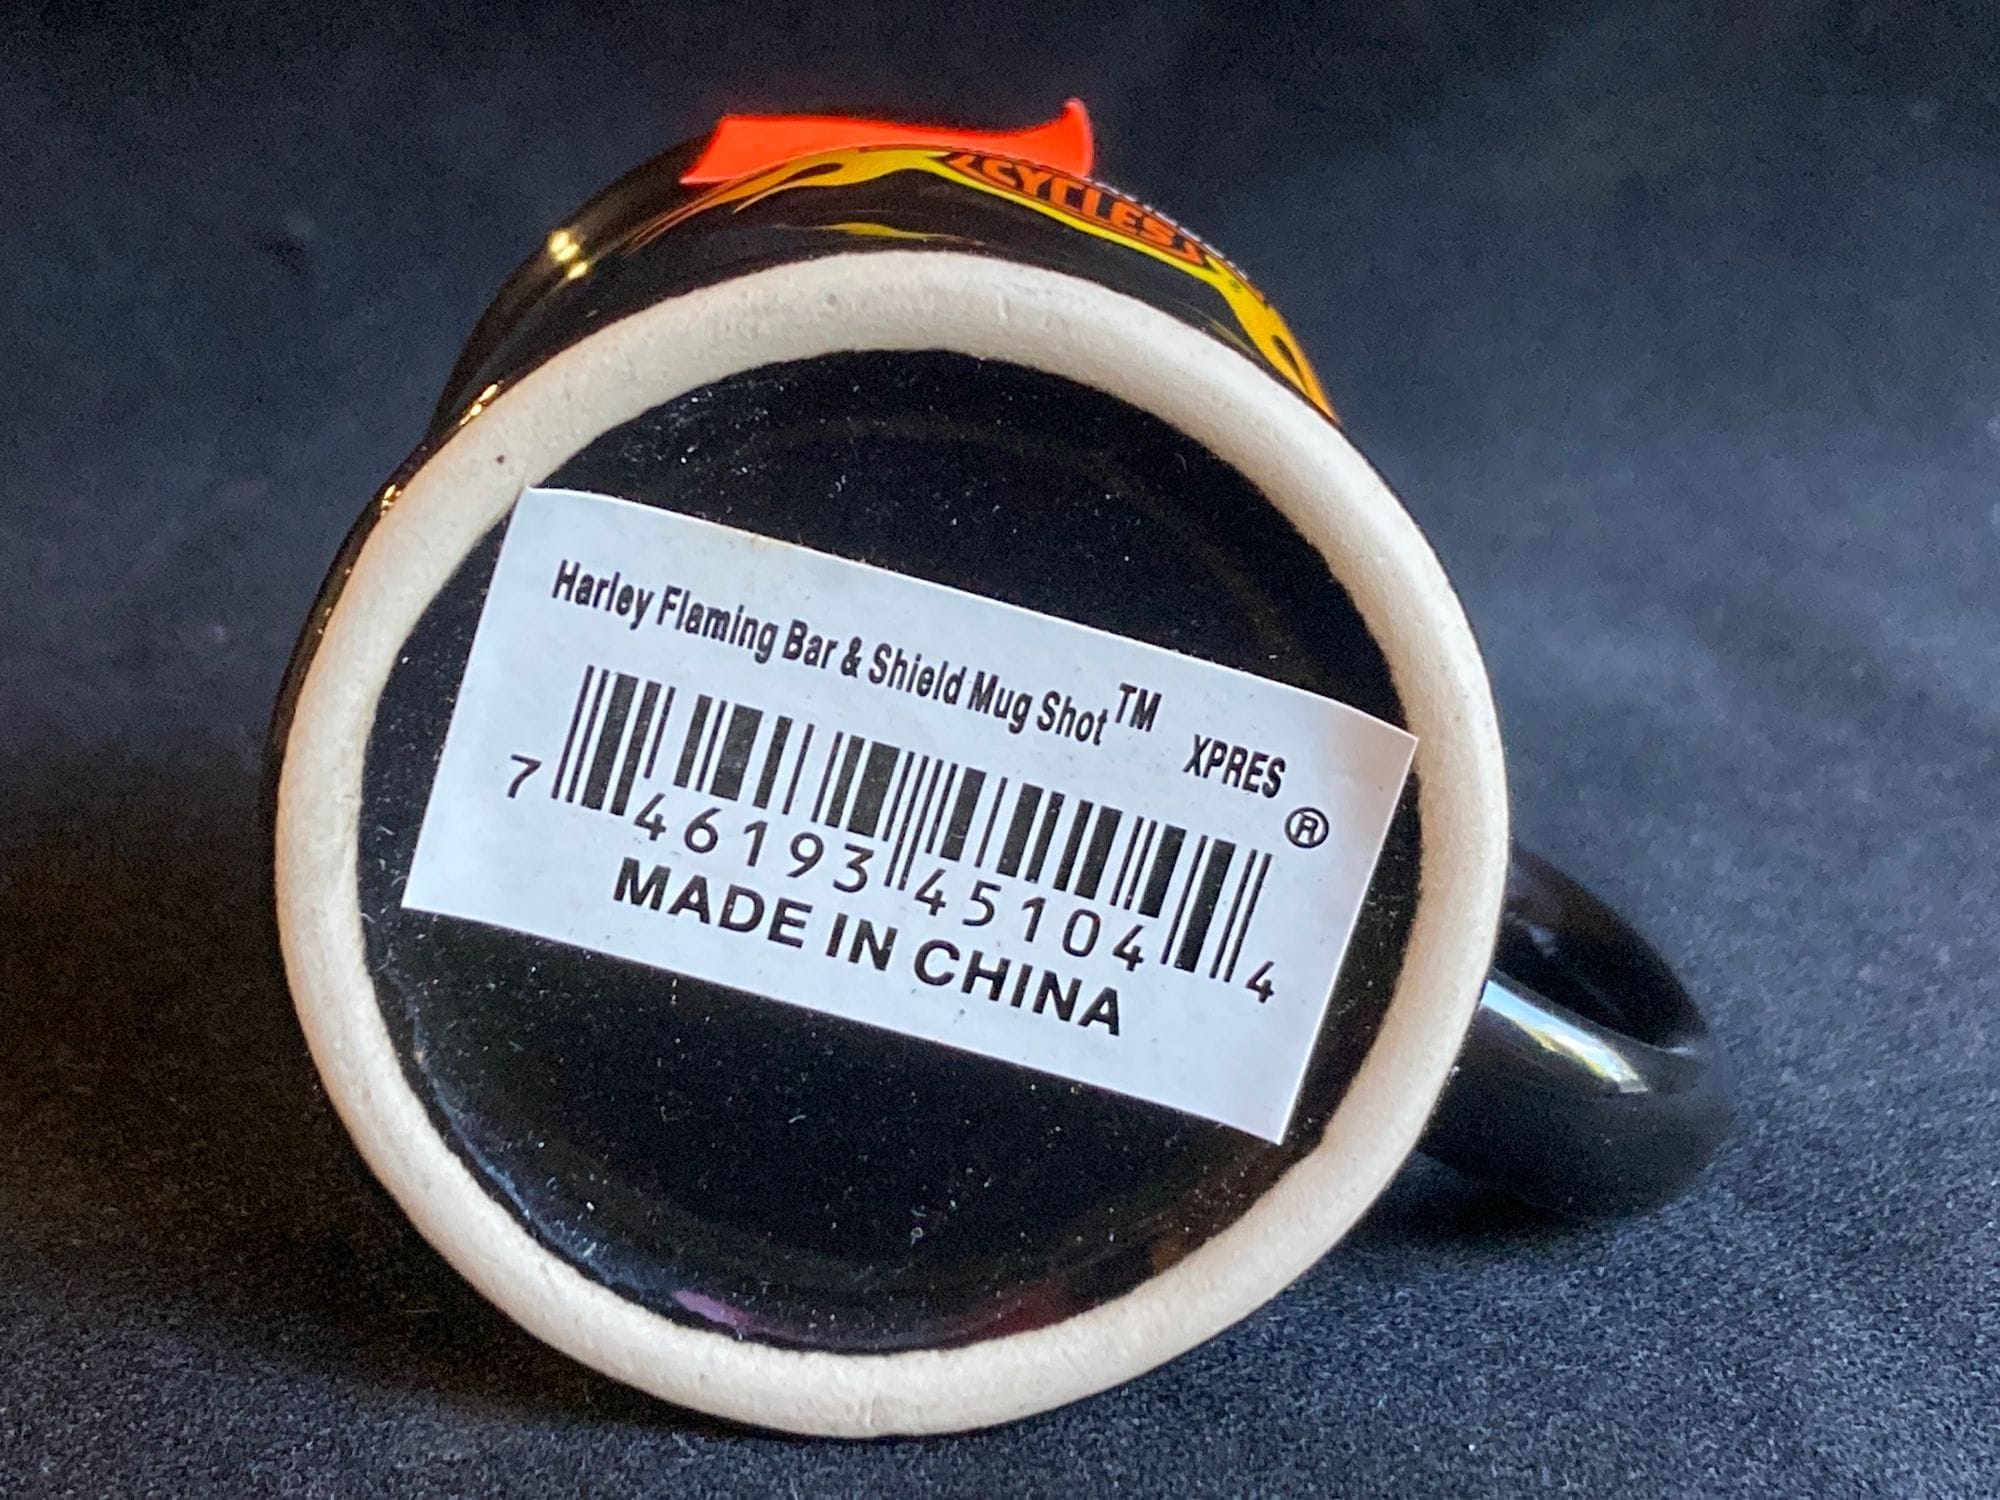 CYCLES
Harley Flaming Bar & Shield Mug Shot™
XPRES®
7 46193 45104 4
MADE IN CHINA